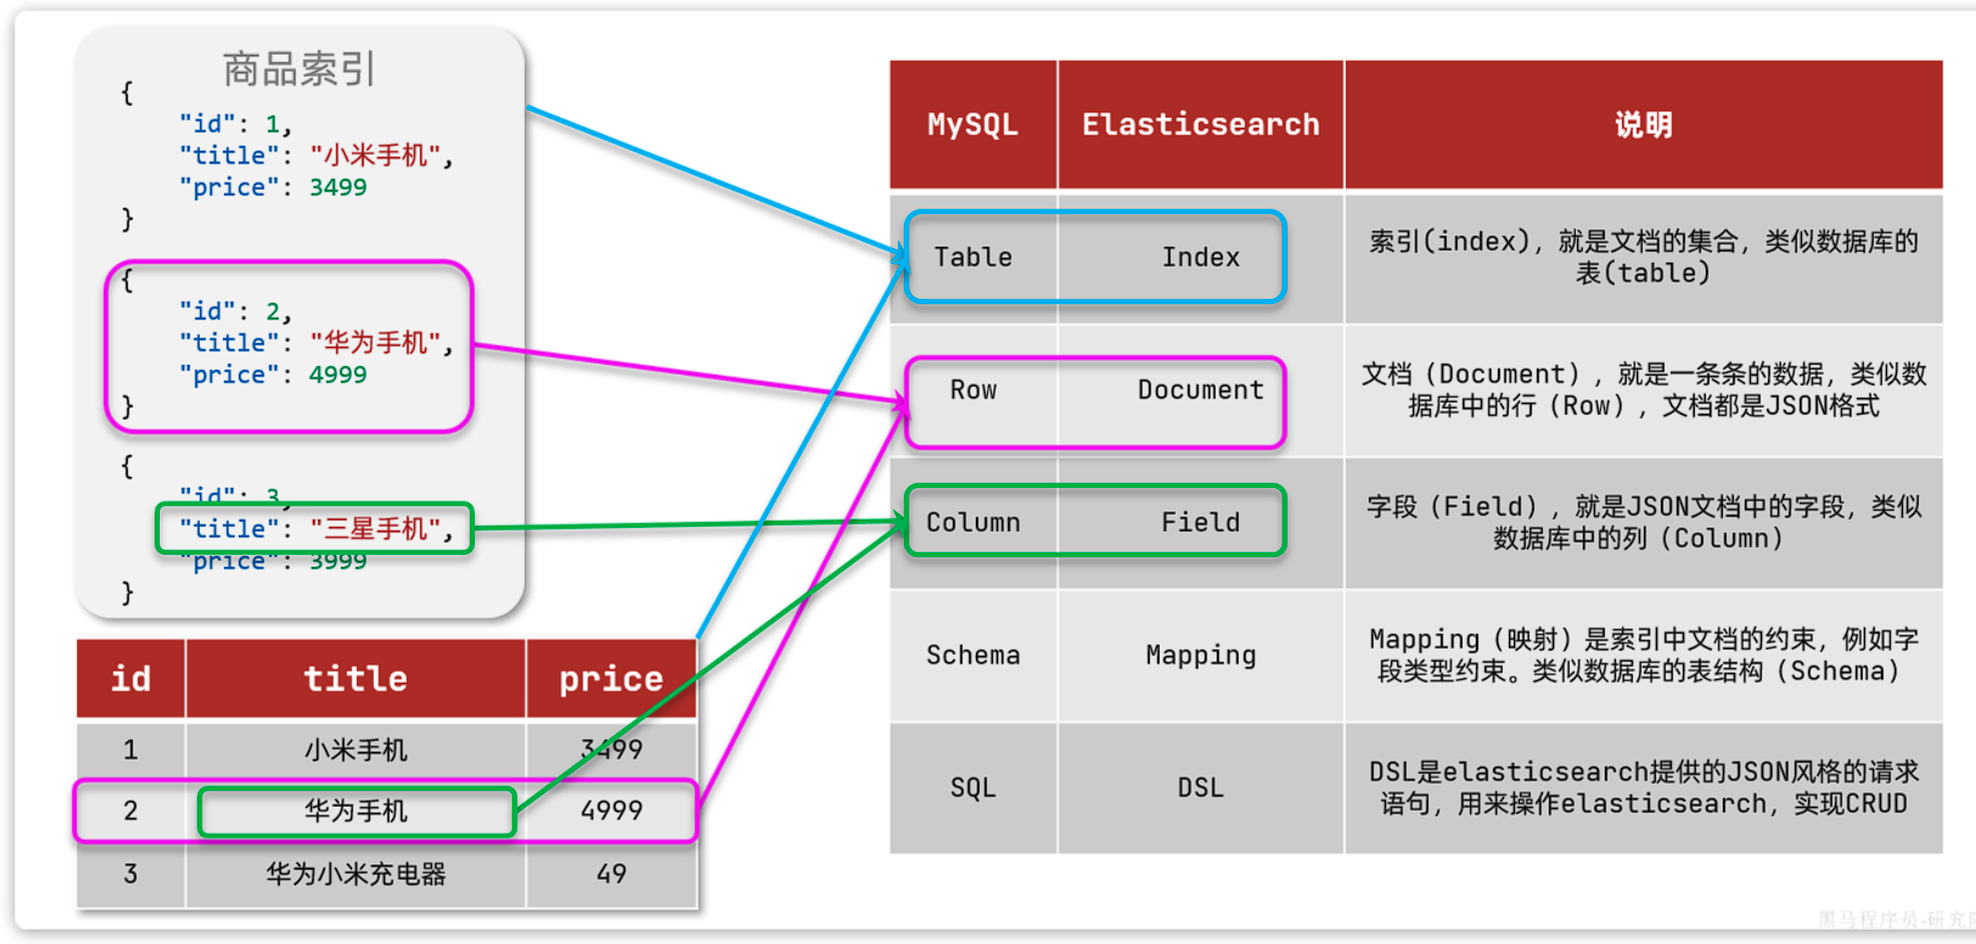 商品索引
{
"id": 1,
"title": "小米手机",
"price": 3499
}
{
"id": 2,
"title": "华为手机",
"price": 4999
}
{
"id": 3,
"title": "三星手机",
"price": 3999
}
id title price
1 小米手机 3499
2 华为手机 4999
3 华为小米充电器 49
MySQL Elasticsearch 说明
Table Index 索引(index)，就是文档的集合，类似数据库的
表(table)
Row Document 文档（Document），就是一条条的数据，类似数
据库中的行（Row），文档都是JSON格式
Column Field 字段（Field），就是JSON文档中的字段，类似
数据库中的列（Column）
Schema Mapping Mapping（映射）是索引中文档的约束，例如字
段类型约束。类似数据库的表结构（Schema）
SQL DSL DSL是elasticsearch提供的JSON风格的请求
语句，用来操作elasticsearch，实现CRUD
黑马程序员-研究